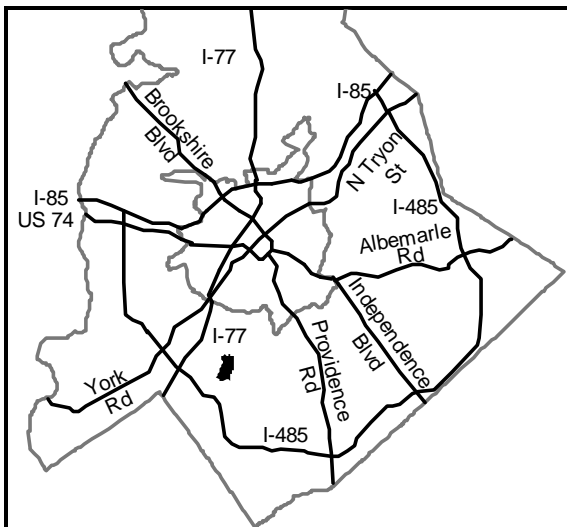 I-77
I-85
Brookshire
Blvd
N Tryon
St
I-85
US 74
I-485
Albemarle
Rd
I-77
Independence
Blvd
Providence
Rd
York
Rd
I-485